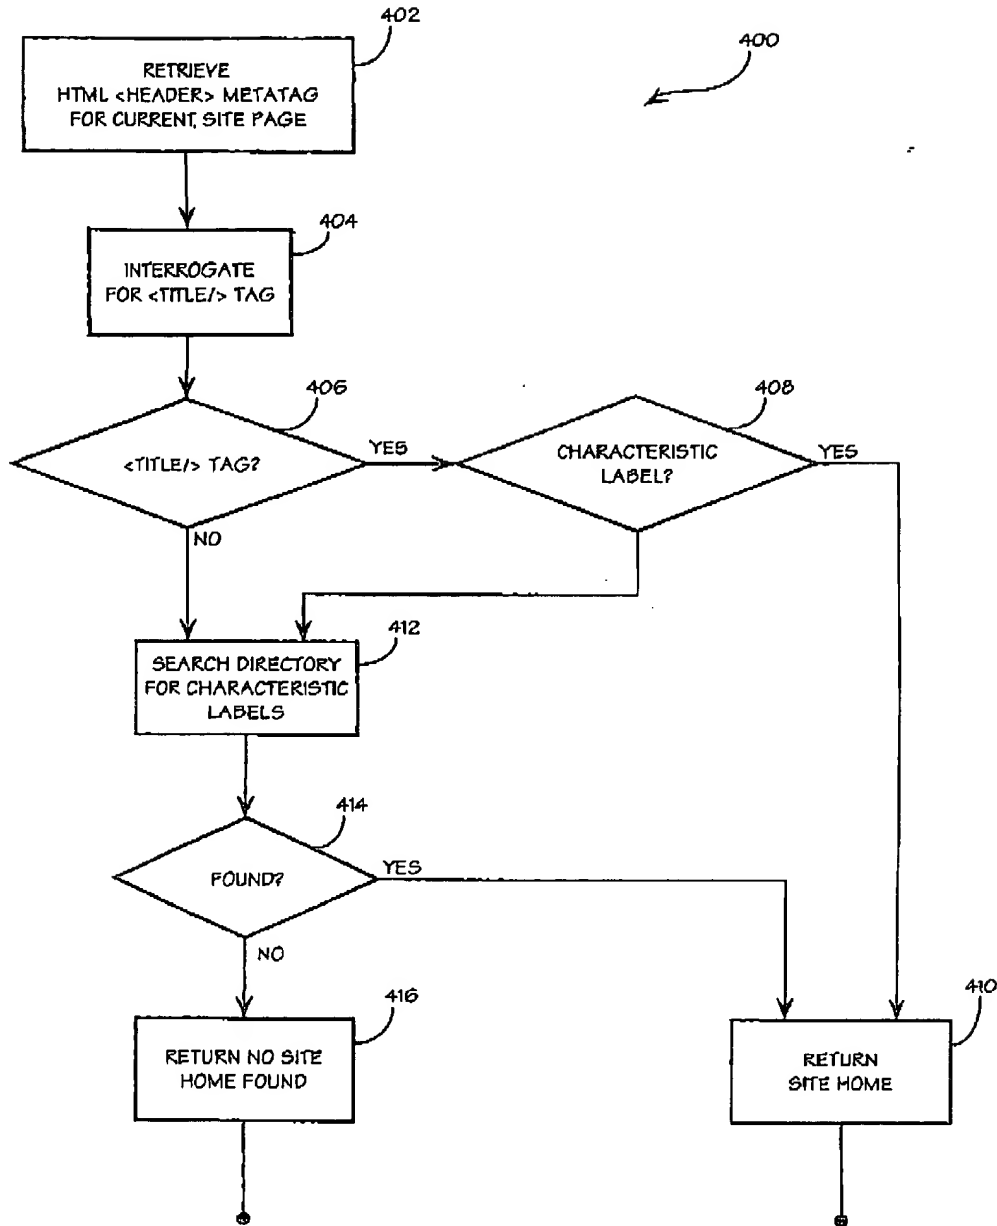 402
400
RETRIEVE
HTML <HEADER> METATAG
FOR CURRENT, SITE PAGE
404
INTERROGATE
FOR <TITLE/> TAG
406
408
<TITLE/> TAG?
YES
CHARACTERISTIC
LABEL?
YES
NO
412
SEARCH DIRECTORY
FOR CHARACTERISTIC
LABELS
414
FOUND?
YES
NO
416
410
RETURN NO SITE
HOME FOUND
RETURN
SITE HOME